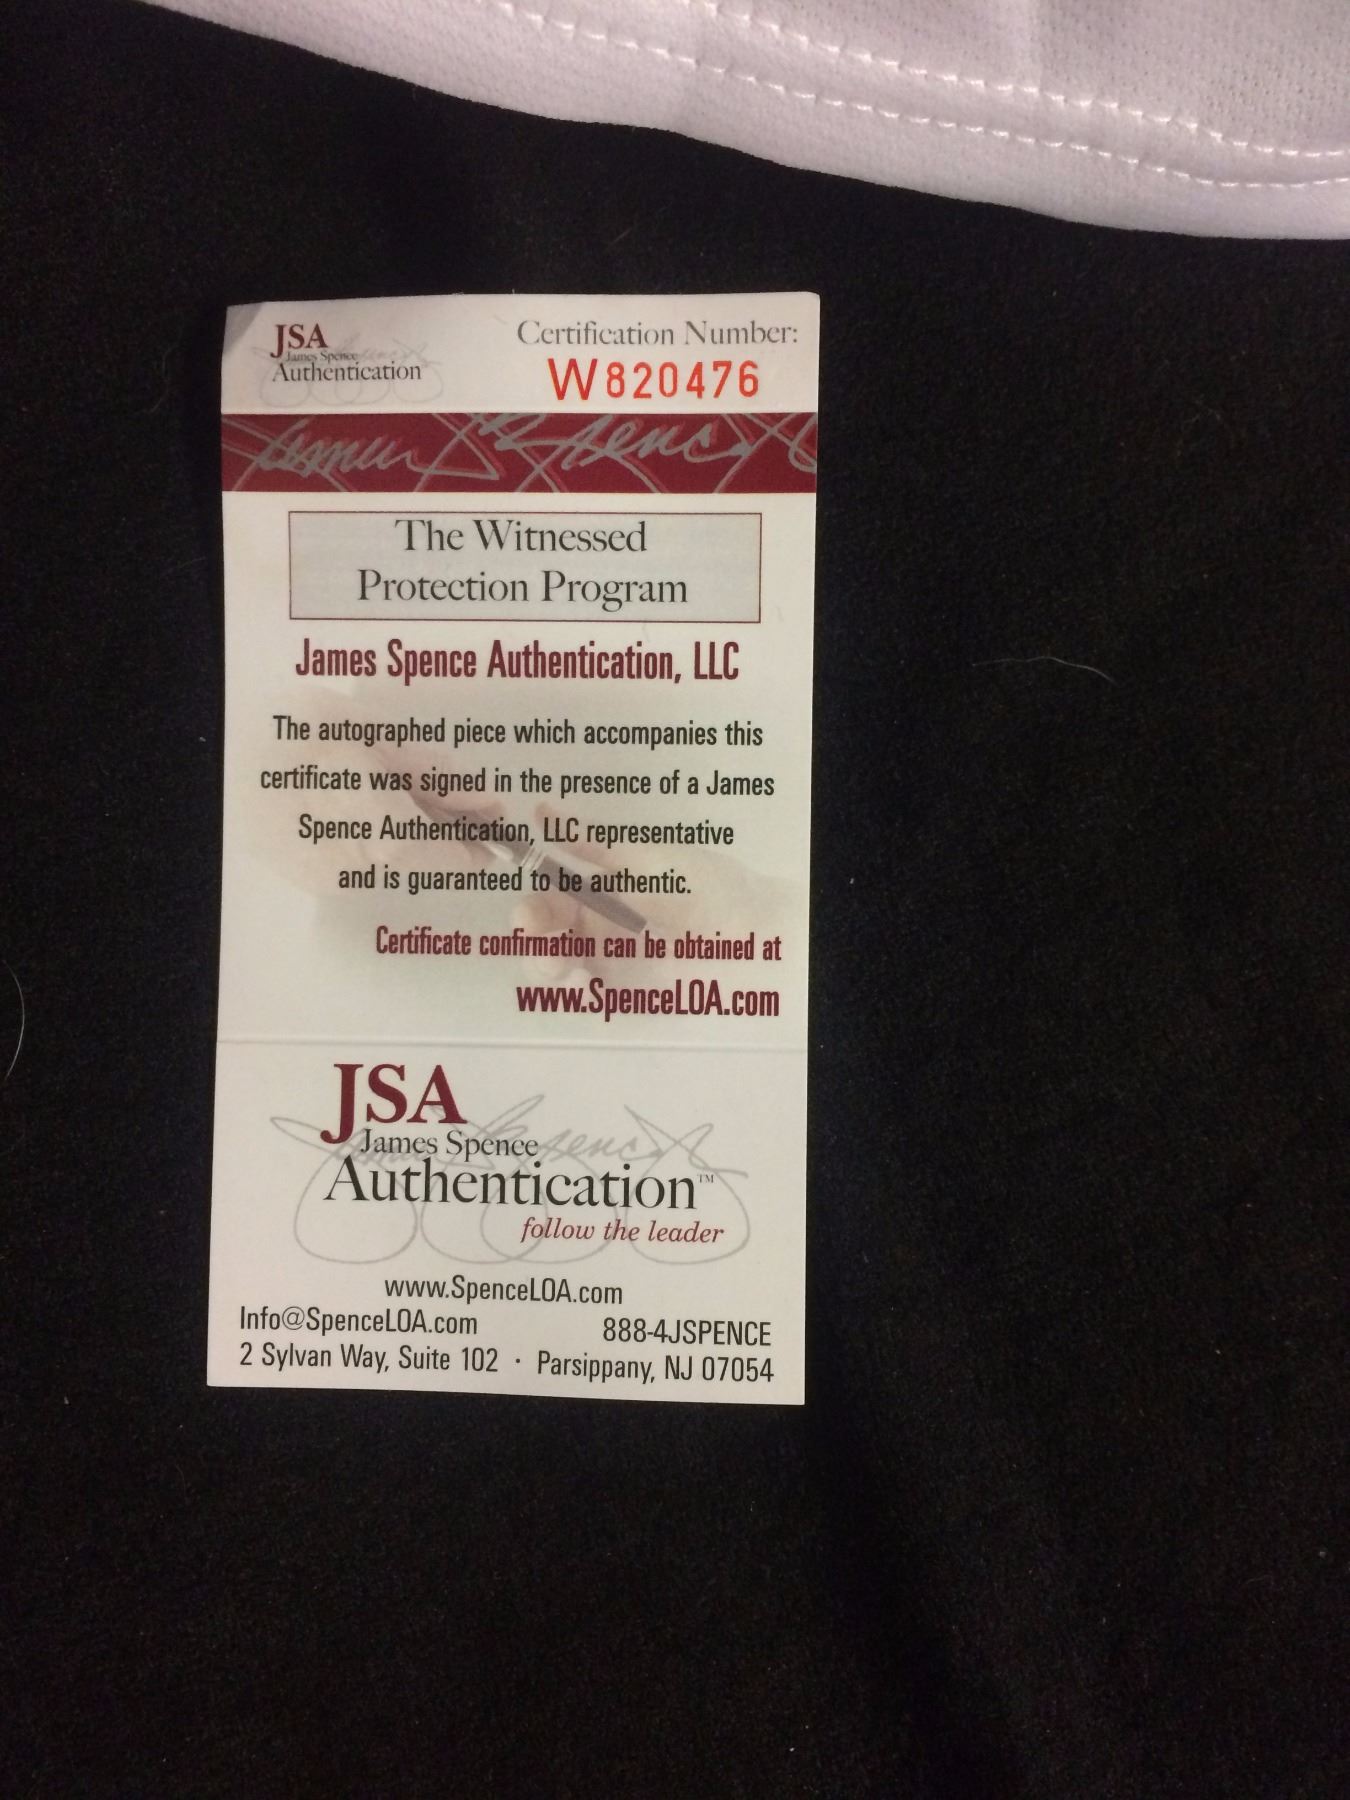 JSA
James Spence
Authentication
Certification Number:
W820476
James Spence
The Witnessed
Protection Program
James Spence Authentication, LLC
The autographed piece which accompanies this
certificate was signed in the presence of a James
Spence Authentication, LLC representative
and is guaranteed to be authentic.
Certificate confirmation can be obtained at
www.SpenceLOA.com
JSA
James Spence
Authentication™
follow the leader
www.SpenceLOA.com
Info@SpenceLOA.com 888-4JSPENCE
2 Sylvan Way, Suite 102 · Parsippany, NJ 07054